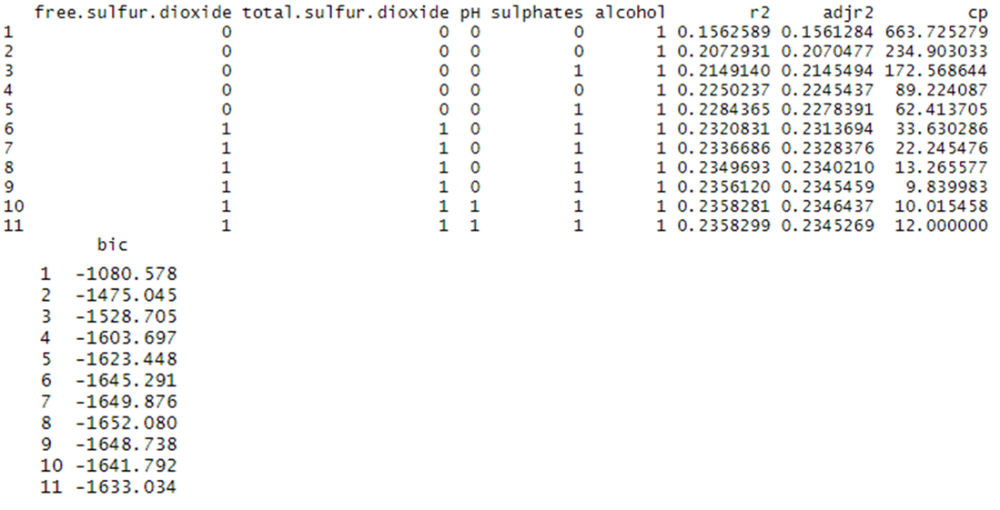 free.sulfur.dioxide total.sulfur.dioxide pH sulphates alcohol r2 adjr2 cp
1 0 0 0 0 1 0.1562589 0.1561284 663.725279
2 0 0 0 0 1 0.2072931 0.2070477 234.903033
3 0 0 0 1 1 0.2149140 0.2145494 172.568644
4 0 0 0 0 1 0.2250237 0.2245437 89.224087
5 0 0 0 1 1 0.2284365 0.2278391 62.413705
6 1 1 0 1 1 0.2320831 0.2313694 33.630286
7 1 1 0 1 1 0.2336686 0.2328376 22.245476
8 1 1 0 1 1 0.2349693 0.2340210 13.265577
9 1 1 0 1 1 0.2356120 0.2345459 9.839983
10 1 1 1 1 1 0.2358281 0.2346437 10.015458
11 1 1 1 1 1 0.2358299 0.2345269 12.000000
bic
1 -1080.578
2 -1475.045
3 -1528.705
4 -1603.697
5 -1623.448
6 -1645.291
7 -1649.876
8 -1652.080
9 -1648.738
10 -1641.792
11 -1633.034